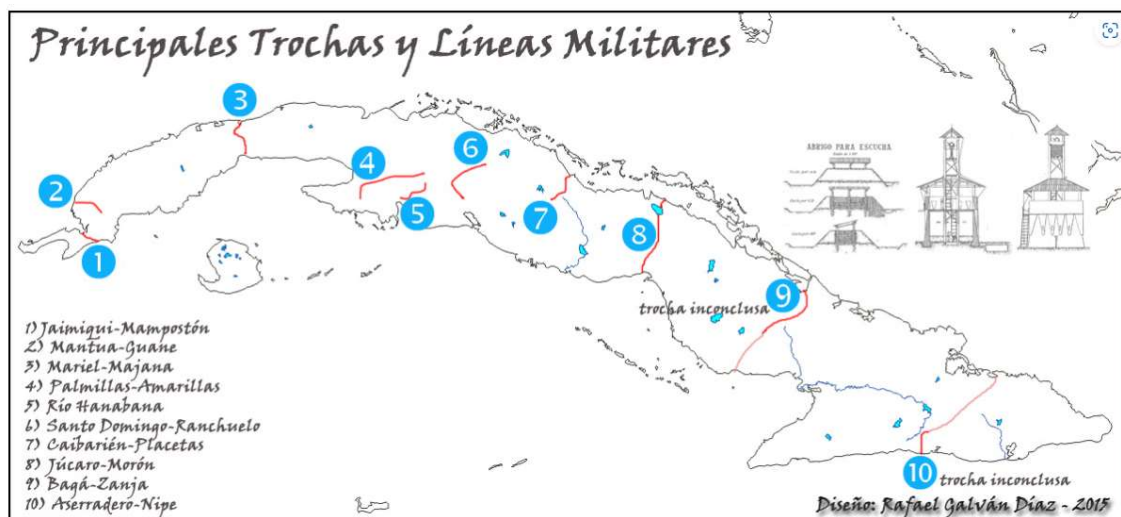 Principales Trochas y Líneas Militares
3
6
4
2
ABRIGO PARA ESCUCHA
5
7
8
1
9
trocha inconclusa
1) Jaimiqui-Mampostón
2) Mantua-Guane
3) Mariel-Majana
4) Palmillas-Amarillas
5) Río Hanabana
6) Santo Domingo-Ranchuelo
7) Caibarién-Placetas
8) Júcaro-Morón
9) Bagá-Zanja
10) Aserradero-Nipe
10
trocha inconclusa
Diseño: Rafael Galván Díaz - 2015